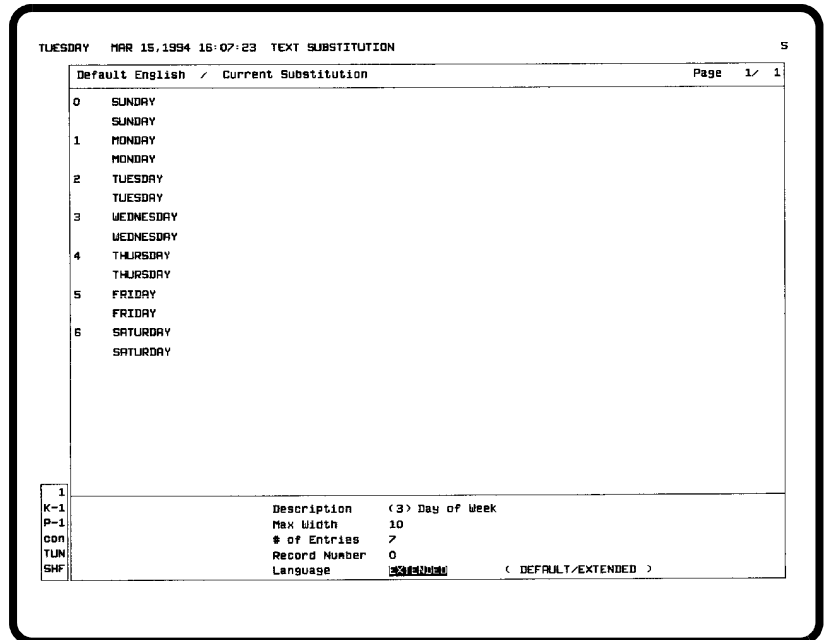 TUESDAY MAR 15,1994 16:07:23 TEXT SUBSTITUTION 5
Default English / Current Substitution Page 1/ 1
0 SUNDAY
SUNDAY
1 MONDAY
MONDAY
2 TUESDAY
TUESDAY
3 WEDNESDAY
WEDNESDAY
4 THURSDAY
THURSDAY
5 FRIDAY
FRIDAY
6 SATURDAY
SATURDAY
1
K-1 Description (3) Day of Week
P-1 Max Width 10
con # of Entries 7
TUN Record Number 0
SHF Language EXTENDED ( DEFAULT/EXTENDED )